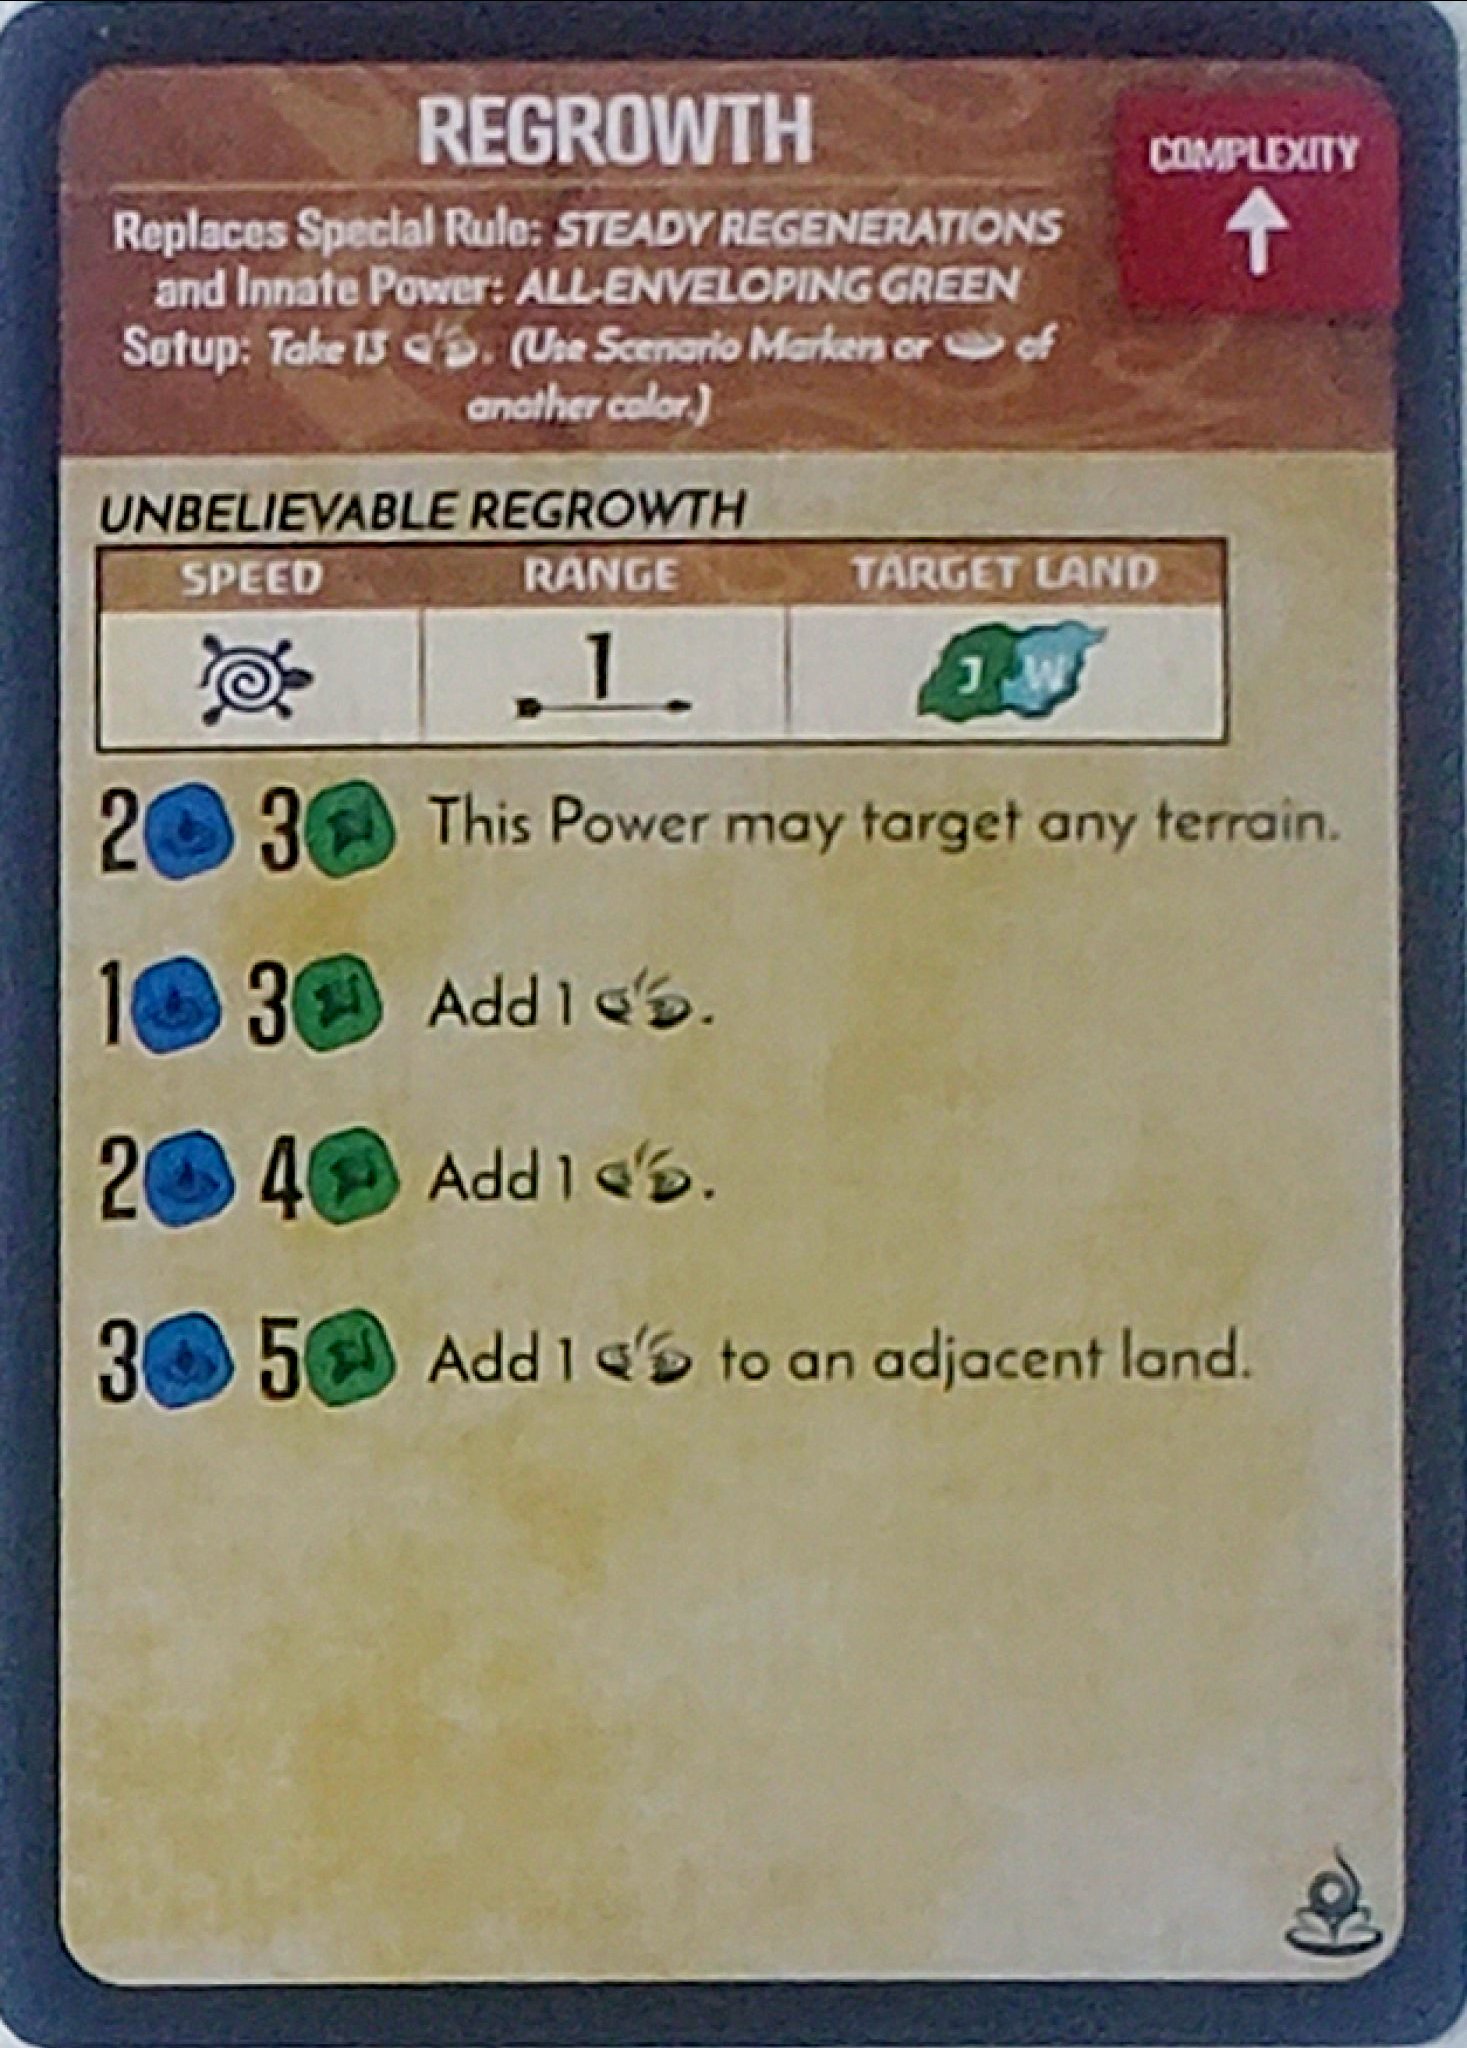 REGROWTH
COMPLEXITY
Replaces Special Rule: STEADY REGENERATIONS
and Innate Power: ALL-ENVELOPING GREEN
Setup: Take 13 . (Use Scenario Markers or of
another color.)
UNBELIEVABLE REGROWTH
SPEED RANGE TARGET LAND
1 J W
2 3 This Power may target any terrain.
1 3 Add 1 .
2 4 Add 1 .
3 5 Add 1 to an adjacent land.